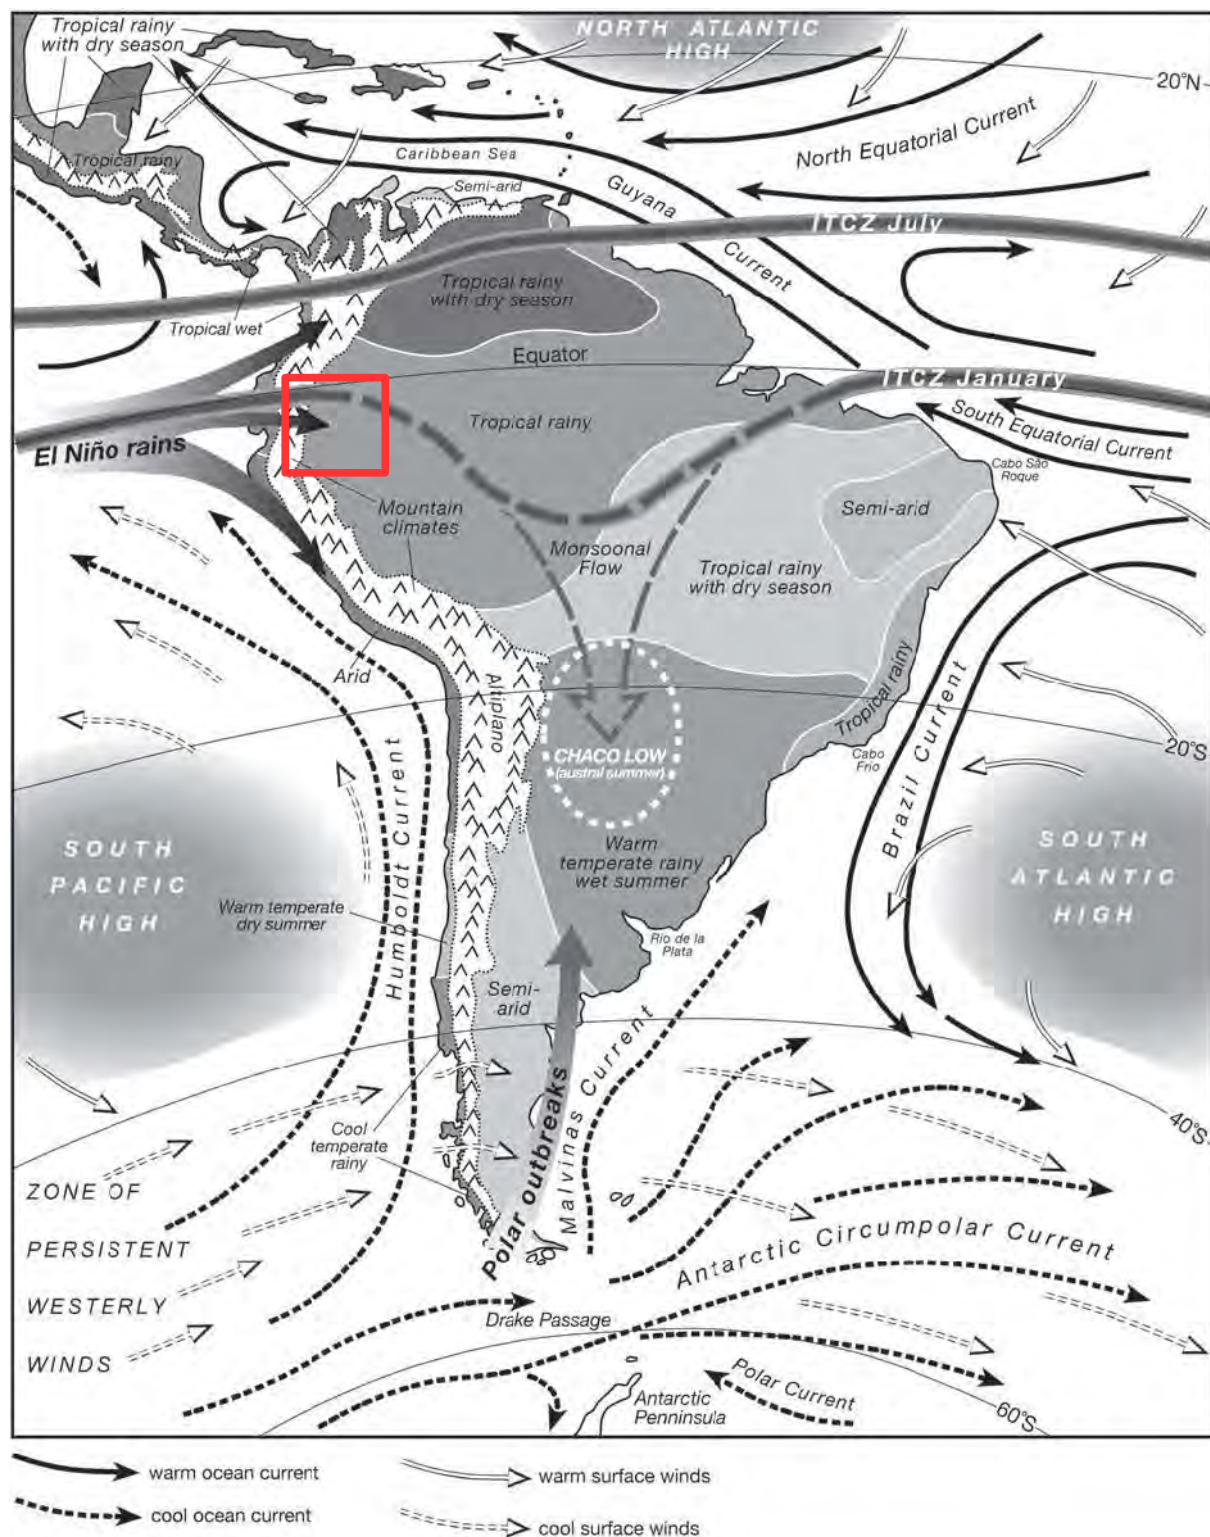 Tropical rainy
with dry season
NORTH ATLANTIC
HIGH
20°N
North Equatorial Current
Tropical rainy
Caribbean Sea
Semi-arid
Guyana
Current
ITCZ July
Tropical rainy
with dry season
Tropical wet
Equator
ITCZ January
Tropical rainy
South Equatorial Current
El Niño rains
Cabo São
Roque
Mountain
climates
Semi-arid
Monsoonal
Flow
Tropical rainy
with dry season
Arid
Altiplano
Tropical rainy
20°S
CHACO LOW
(austral summer)
Cabo
Frio
Humboldt Current
Brazil Current
SOUTH
PACIFIC
HIGH
SOUTH
ATLANTIC
HIGH
Warm
temperate rainy
wet summer
Warm temperate
dry summer
Rio de la
Plata
Semi-
arid
Malvinas Current
Polar outbreaks
Cool
temperate
rainy
40°S
ZONE OF
PERSISTENT
WESTERLY
WINDS
Antarctic Circumpolar Current
Drake Passage
Polar Current
Antarctic
Penninsula
60°S
warm ocean current
warm surface winds
cool ocean current
cool surface winds